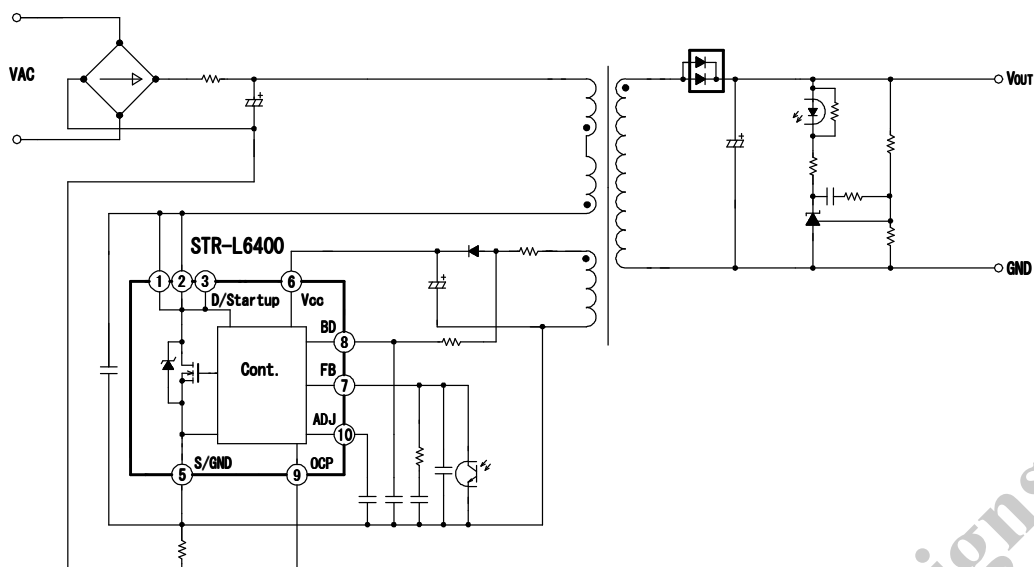 VAC
VOUT
STR-L6400
1
2
3
6
D/Startup
Vcc
BD
8
Cont.
FB
7
ADJ
10
S/GND
OCP
5
9
GND
igns